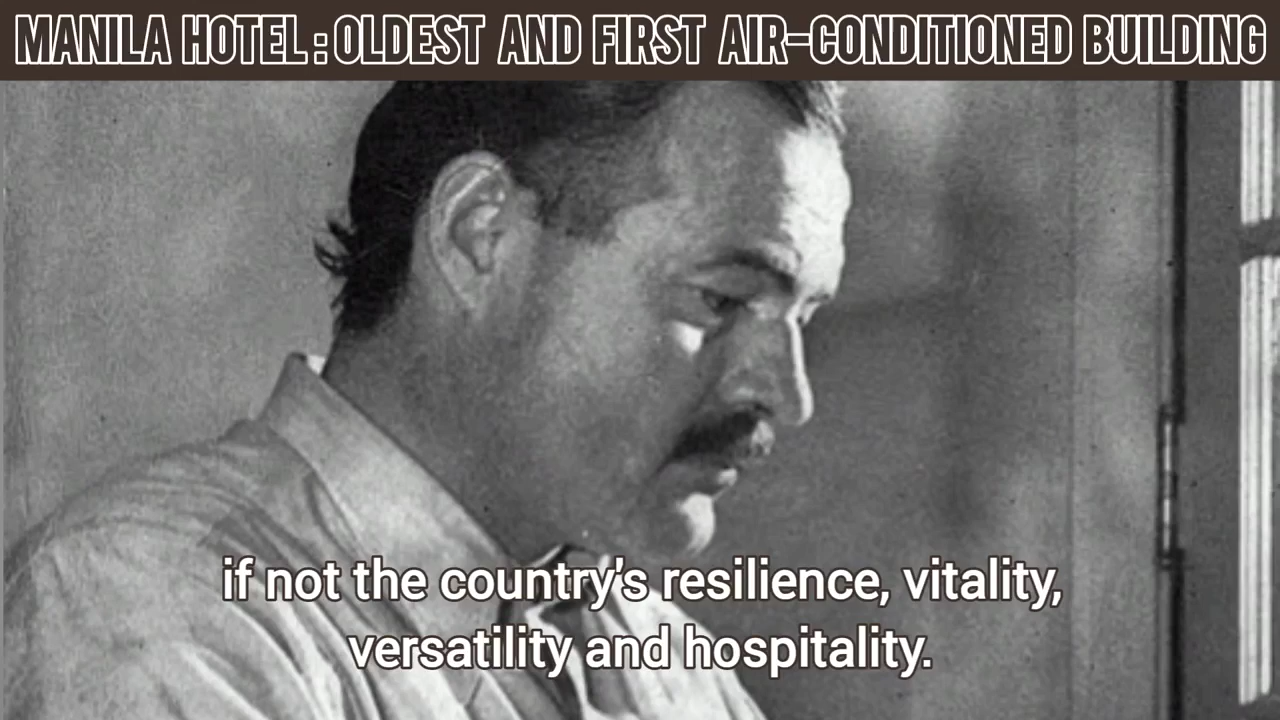 MANILA HOTEL : OLDEST AND FIRST AIR-CONDITIONED BUILDING
if not the country's resilience, vitality,
versatility and hospitality.